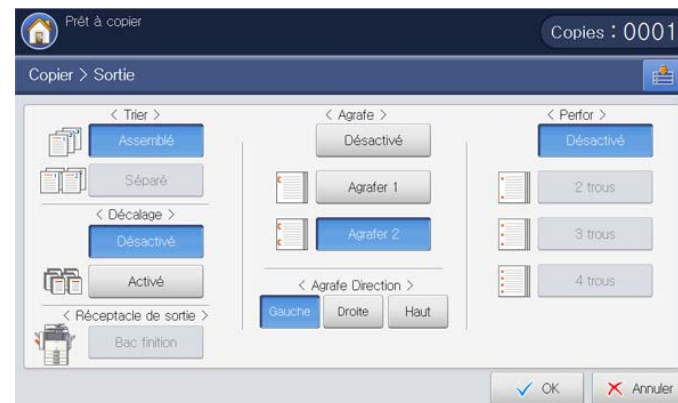 Prêt à copier
Copies : 0001
Copier > Sortie
< Trier >
Assemblé
Séparé
< Décalage >
Désactivé
Activé
< Réceptacle de sortie >
Bac finition
< Agrafe >
Désactivé
Agrafer 1
Agrafer 2
< Agrafe Direction >
Gauche
Droite
Haut
< Perfor >
Désactivé
2 trous
3 trous
4 trous
OK
Annuler